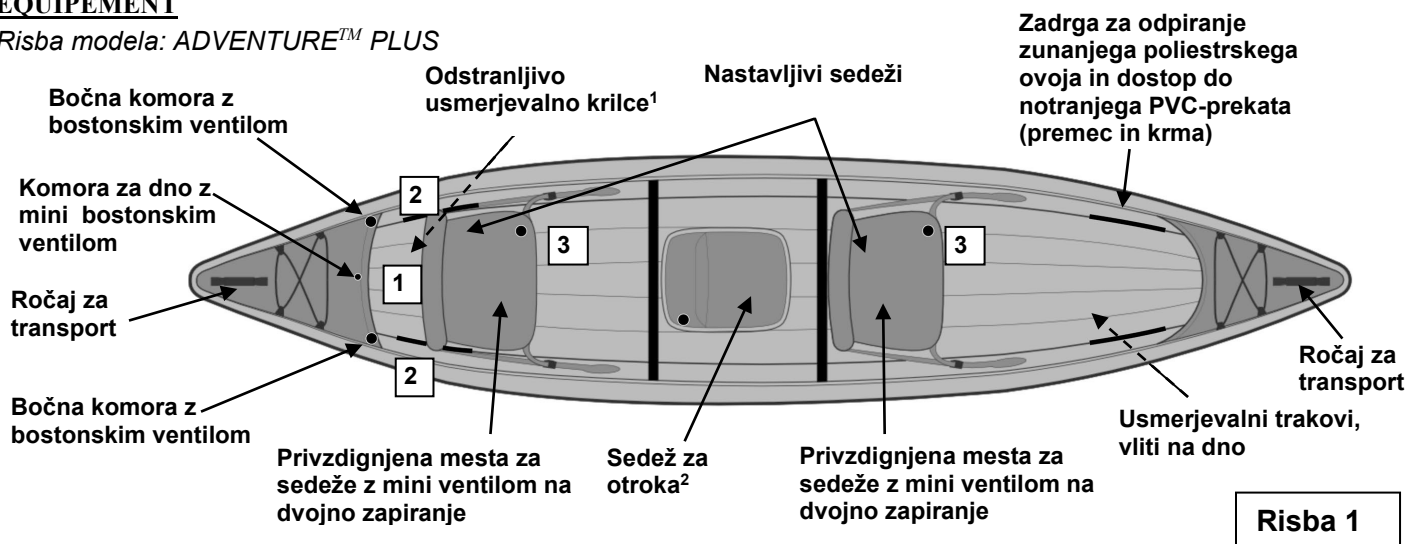 EQUIPEMENT
Risba modela: ADVENTURE™ PLUS
Zadrga za odpiranje
zunanjega poliestrskega
ovoja in dostop do
notranjega PVC-prekata
(premec in krma)
Odstranljivo
usmerjevalno krilce¹
Nastavljivi sedeži
Bočna komora z
bostonskim ventilom
Komora za dno z
mini bostonskim
ventilom
Ročaj za
transport
2
3
1
3
2
Bočna komora z
bostonskim ventilom
Privzdignjena mesta za
sedeže z mini ventilom na
dvojno zapiranje
Sedež za
otroka²
Privzdignjena mesta za
sedeže z mini ventilom na
dvojno zapiranje
Usmerjevalni trakovi,
vliti na dno
Ročaj za
transport
Risba 1